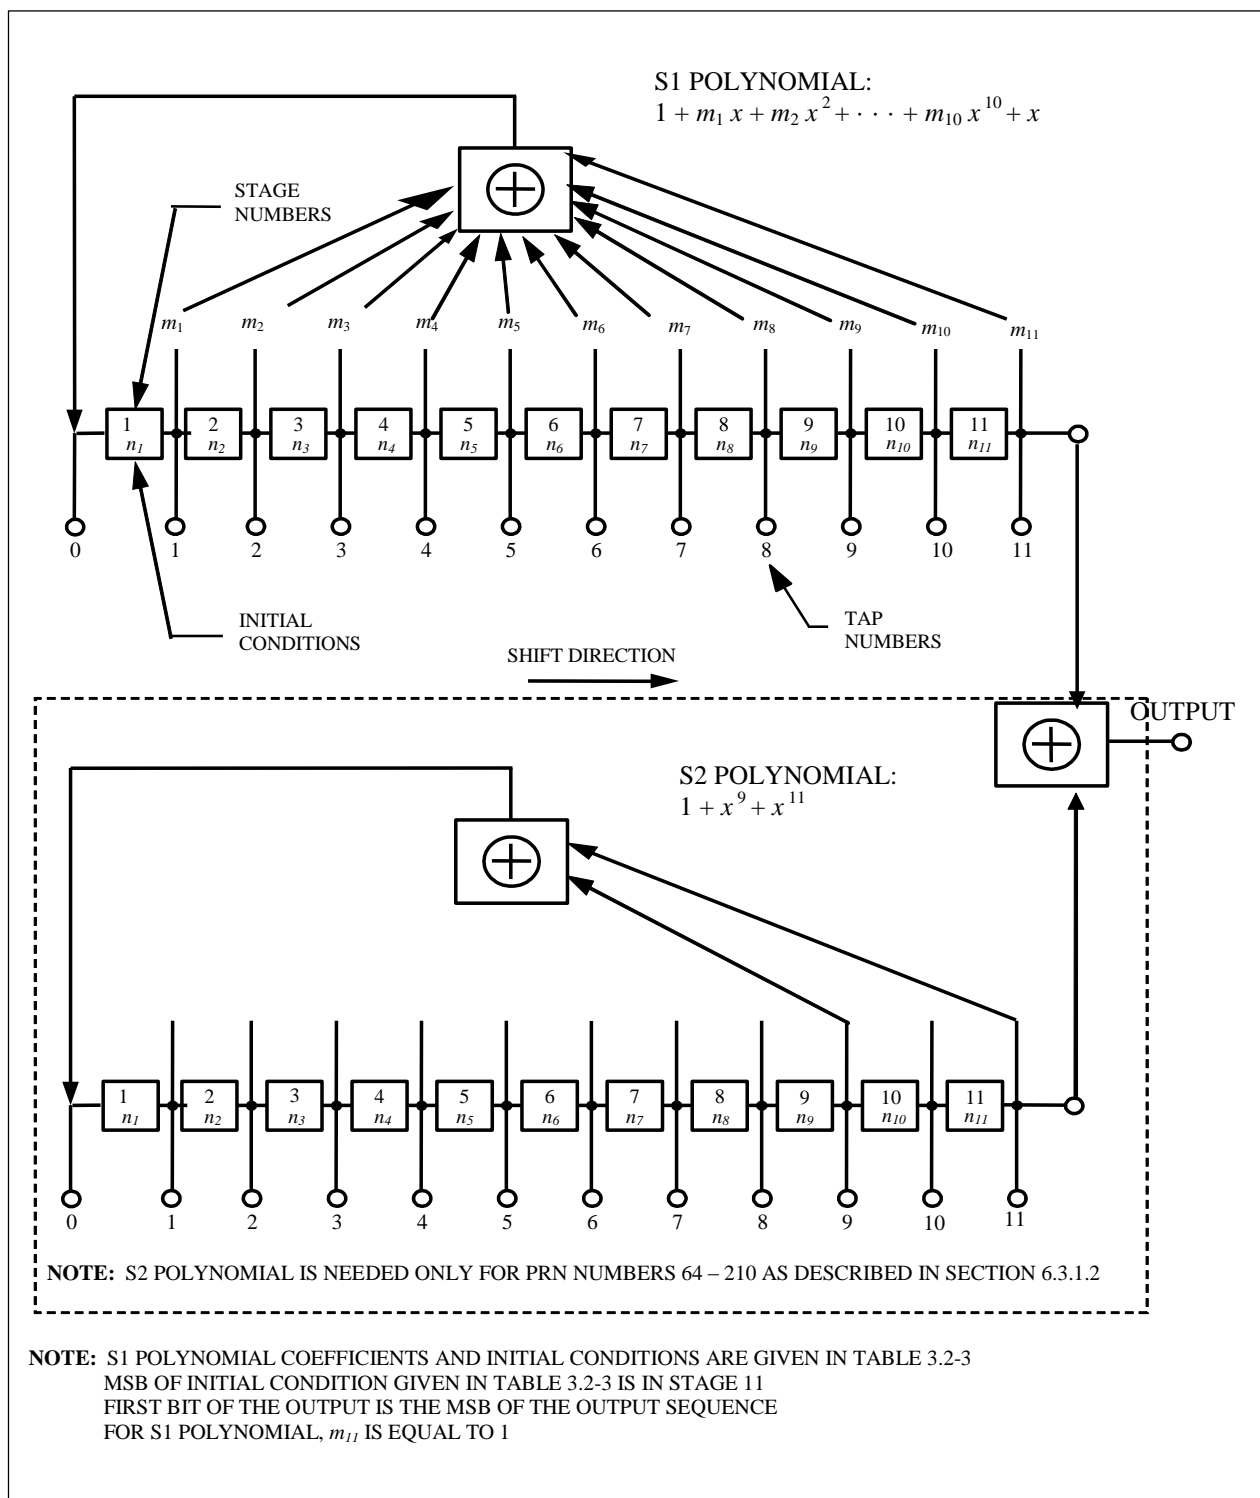 S1 POLYNOMIAL:
1 + m₁ x + m₂ x² + · · · + m₁₀ x¹⁰ + x
STAGE
NUMBERS
m₁ m₂ m₃ m₄ m₅ m₆ m₇ m₈ m₉ m₁₀ m₁₁
1 2 3 4 5 6 7 8 9 10 11
n₁ n₂ n₃ n₄ n₅ n₆ n₇ n₈ n₉ n₁₀ n₁₁
0 1 2 3 4 5 6 7 8 9 10 11
INITIAL
CONDITIONS
TAP
NUMBERS
SHIFT DIRECTION
OUTPUT
S2 POLYNOMIAL:
1 + x⁹ + x¹¹
1 2 3 4 5 6 7 8 9 10 11
n₁ n₂ n₃ n₄ n₅ n₆ n₇ n₈ n₉ n₁₀ n₁₁
0 1 2 3 4 5 6 7 8 9 10 11
NOTE: S2 POLYNOMIAL IS NEEDED ONLY FOR PRN NUMBERS 64 – 210 AS DESCRIBED IN SECTION 6.3.1.2
NOTE: S1 POLYNOMIAL COEFFICIENTS AND INITIAL CONDITIONS ARE GIVEN IN TABLE 3.2-3
MSB OF INITIAL CONDITION GIVEN IN TABLE 3.2-3 IS IN STAGE 11
FIRST BIT OF THE OUTPUT IS THE MSB OF THE OUTPUT SEQUENCE
FOR S1 POLYNOMIAL, m₁₁ IS EQUAL TO 1